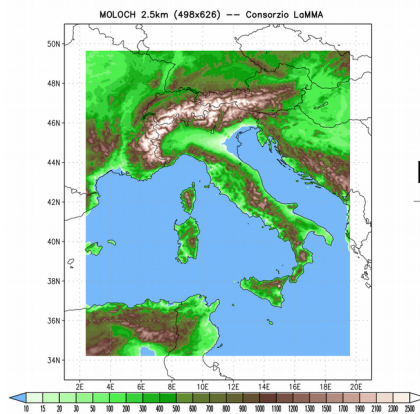 MOLOCH 2.5km (498x626) -- Consorzio LaMMA
50N
48N
46N
44N
42N
40N
38N
36N
34N
2E 4E 6E 8E 10E 12E 14E 16E 18E 20E
10 15 20 30 50 100 200 300 400 500 600 700 800 900 1000 1100 1200 1300 1400 1500 1700 2000 2300 2500